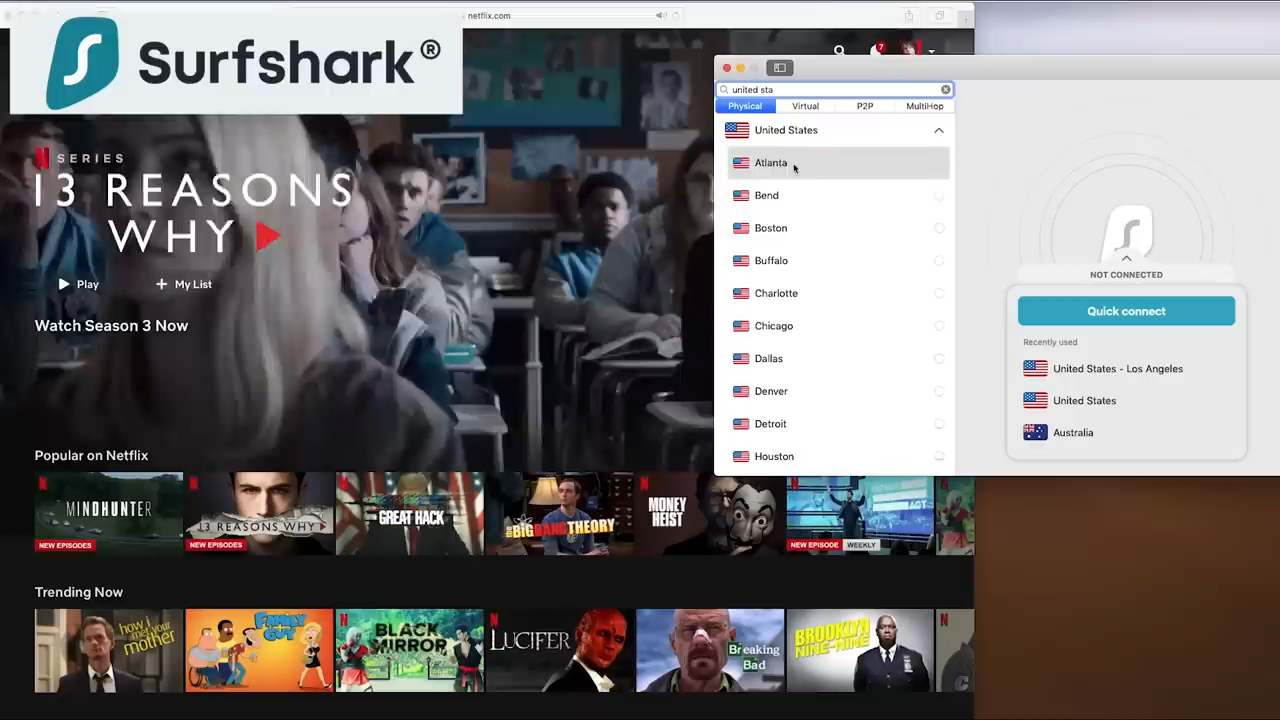 netflix.com
Surfshark®
7
SERIES
13 REASONS
WHY
Play
+ My List
Watch Season 3 Now
Popular on Netflix
MINDHUNTER
NEW EPISODES
13 REASONS WHY
NEW EPISODES
GREAT HACK
THE BIG BANG THEORY
MONEY
HEIST
NEW EPISODE WEEKLY
Trending Now
how i
met your
mother
FAMILY
GUY
BLACK
MIRROR
LUCIFER
Breaking
Bad
BROOKLYN
NINE-NINE
united sta
Physical
Virtual
P2P
MultiHop
United States
Atlanta
Bend
Boston
Buffalo
Charlotte
Chicago
Dallas
Denver
Detroit
Houston
NOT CONNECTED
Quick connect
Recently used
United States - Los Angeles
United States
Australia